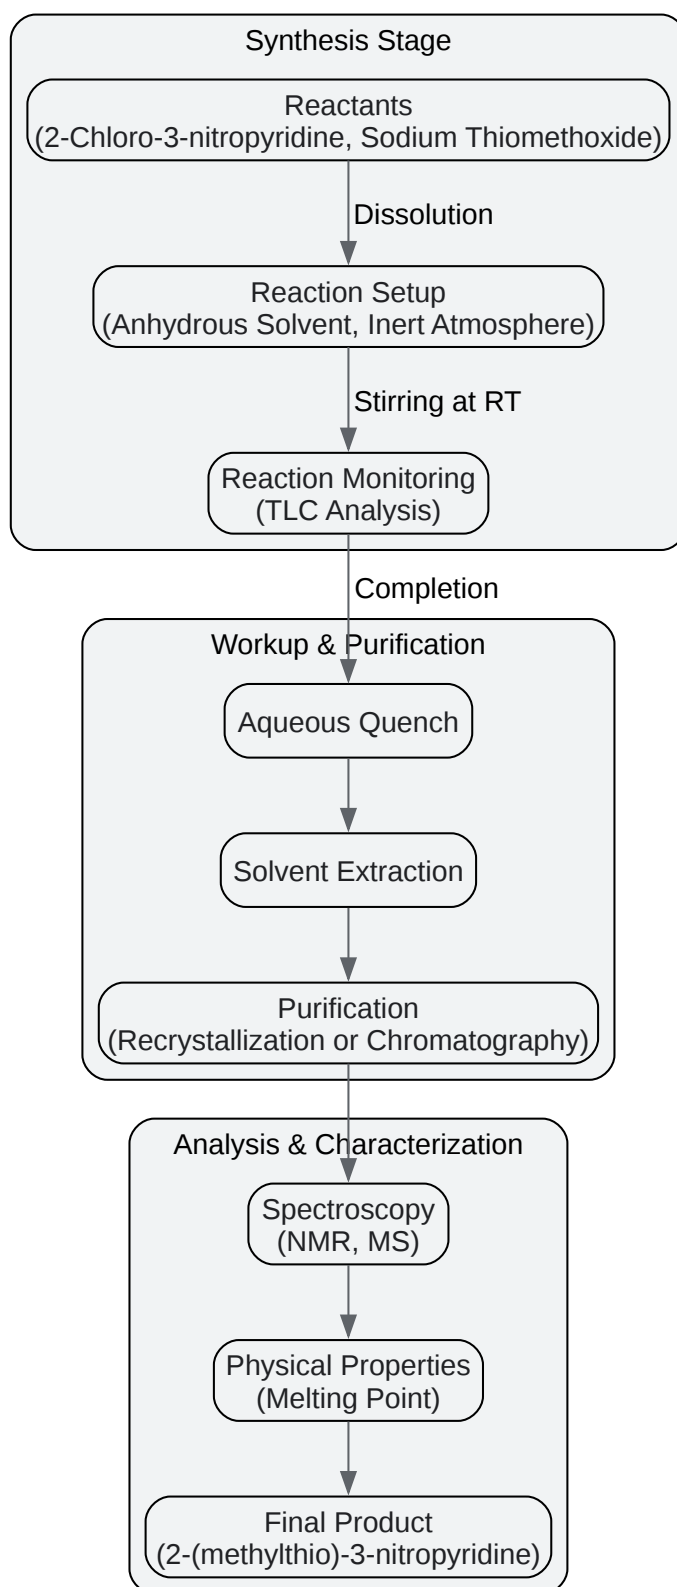 Synthesis Stage
Reactants
(2-Chloro-3-nitropyridine, Sodium Thiomethoxide)
Dissolution
Reaction Setup
(Anhydrous Solvent, Inert Atmosphere)
Stirring at RT
Reaction Monitoring
(TLC Analysis)
Completion
Workup & Purification
Aqueous Quench
Solvent Extraction
Purification
(Recrystallization or Chromatography)
Analysis & Characterization
Spectroscopy
(NMR, MS)
Physical Properties
(Melting Point)
Final Product
(2-(methylthio)-3-nitropyridine)